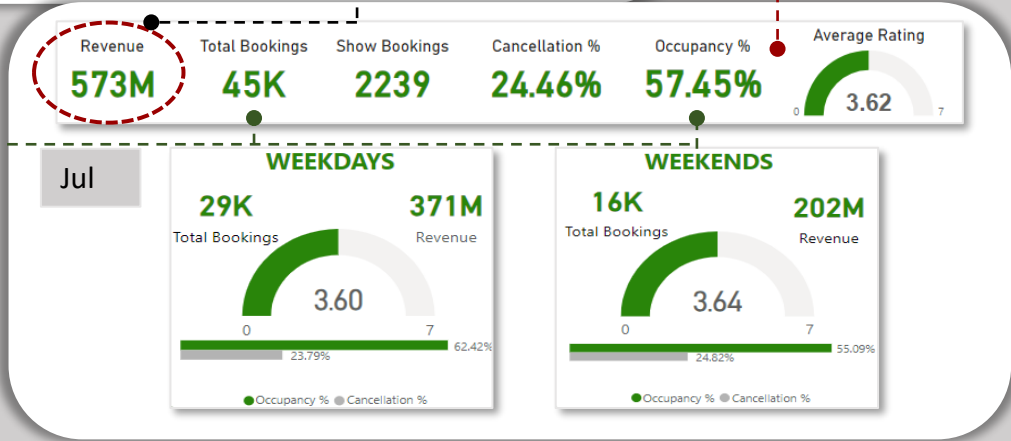 Revenue Total Bookings Show Bookings Cancellation % Occupancy % Average Rating
573M 45K 2239 24.46% 57.45% 3.62
0 7
Jul
WEEKDAYS
29K 371M
Total Bookings Revenue
3.60
0 7
62.42%
23.79%
Occupancy % Cancellation %
WEEKENDS
16K 202M
Total Bookings Revenue
3.64
0 7
55.09%
24.82%
Occupancy % Cancellation %